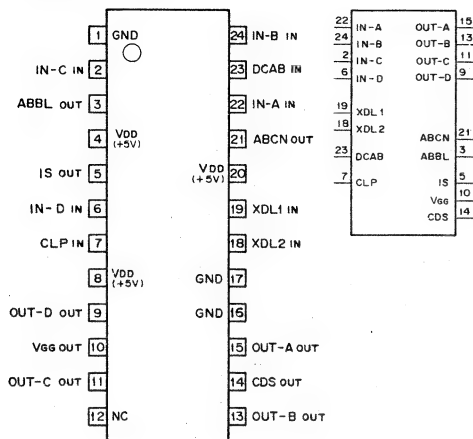 1 GND
IN-C IN 2
ABBL OUT 3
4 VDD
(+5V)
IS OUT 5
IN-D IN 6
CLP IN 7
8 VDD
(+5V)
OUT-D OUT 9
VGG OUT 10
OUT-C OUT 11
12 NC
24 IN-B IN
23 DCAB IN
22 IN-A IN
21 ABCN OUT
VDD 20
(+5V)
19 XDL1 IN
18 XDL2 IN
GND 17
GND 16
15 OUT-A OUT
14 CDS OUT
13 OUT-B OUT
22 IN-A OUT-A 15
24 IN-B OUT-B 13
2 IN-C OUT-C 11
6 IN-D OUT-D 9
19 XDL1
18 XDL2
ABCN 21
23 DCAB ABBL 3
7 CLP IS 5
VGG 10
CDS 14